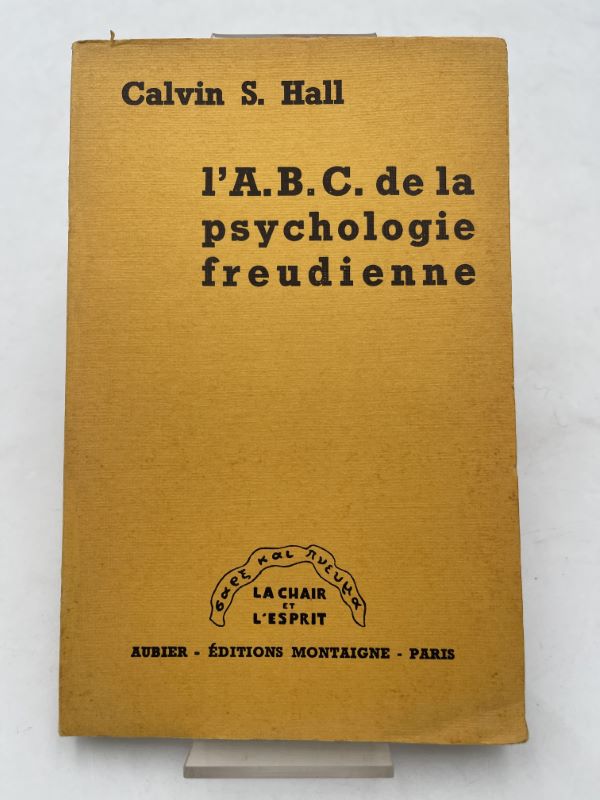 Calvin S. Hall
l'A.B.C. de la
psychologie
freudienne
σαρξ και πνευμα
LA CHAIR
ET
L'ESPRIT
AUBIER - ÉDITIONS MONTAIGNE - PARIS